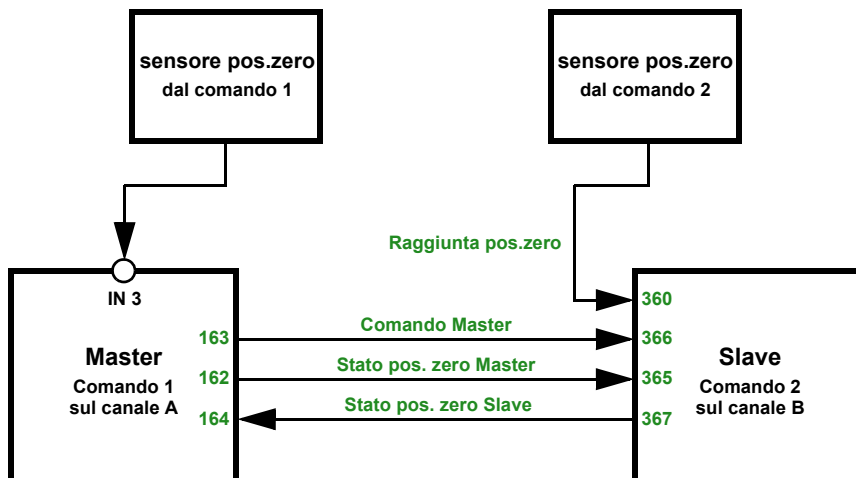 sensore pos.zero
dal comando 1
sensore pos.zero
dal comando 2
Raggiunta pos.zero
IN 3
360
163
Comando Master
366
Master
Comando 1
sul canale A
162
Stato pos. zero Master
365
Slave
Comando 2
sul canale B
164
Stato pos. zero Slave
367